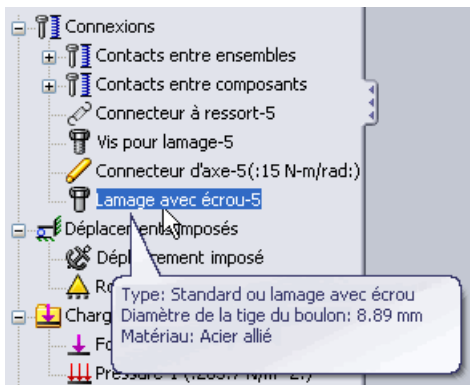 Connexions
Contacts entre ensembles
Contacts entre composants
Connecteur à ressort-5
Vis pour lamage-5
Connecteur d'axe-5(:15 N-m/rad:)
Lamage avec écrou-5
Déplacements imposés
Déplacement imposé
Type: Standard ou lamage avec écrou
Diamètre de la tige du boulon: 8.89 mm
Matériau: Acier allié